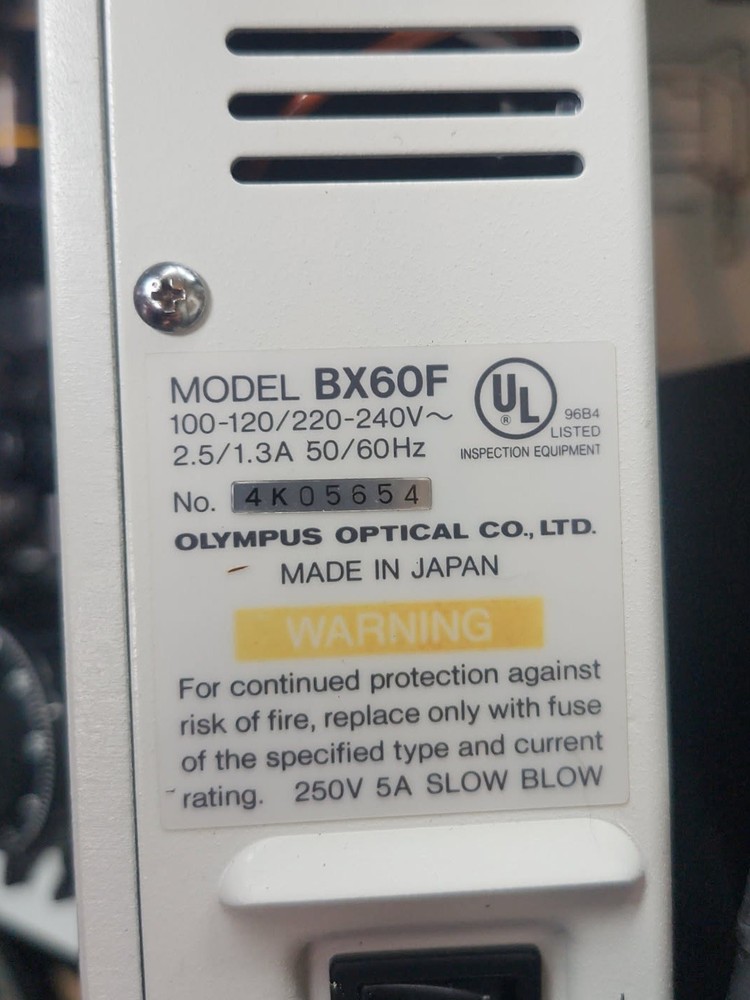 MODEL BX60F
100-120/220-240V～
2.5/1.3A 50/60Hz
UL
®
96B4
LISTED
INSPECTION EQUIPMENT
No. 4K05654
OLYMPUS OPTICAL CO., LTD.
MADE IN JAPAN
WARNING
For continued protection against
risk of fire, replace only with fuse
of the specified type and current
rating. 250V 5A SLOW BLOW